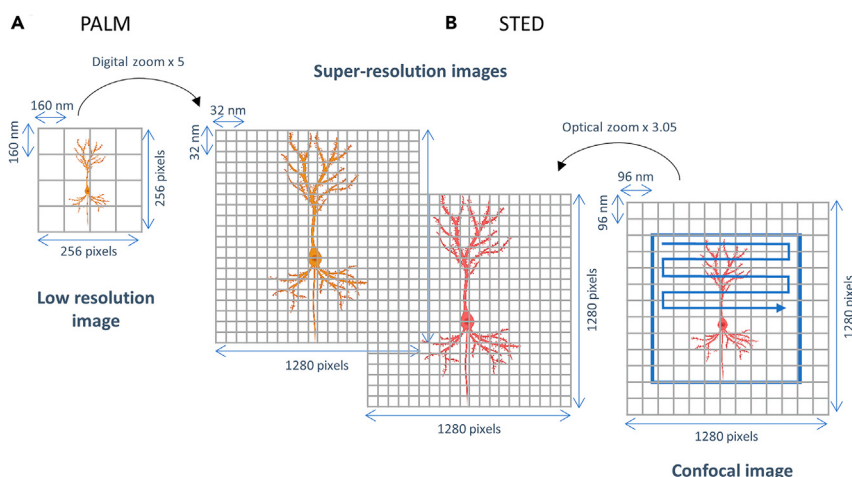 A PALM
B STED
Digital zoom x 5
Super-resolution images
160 nm
160 nm
256 pixels
256 pixels
Low resolution
image
32 nm
32 nm
1280 pixels
Optical zoom x 3.05
96 nm
96 nm
1280 pixels
1280 pixels
1280 pixels
1280 pixels
Confocal image